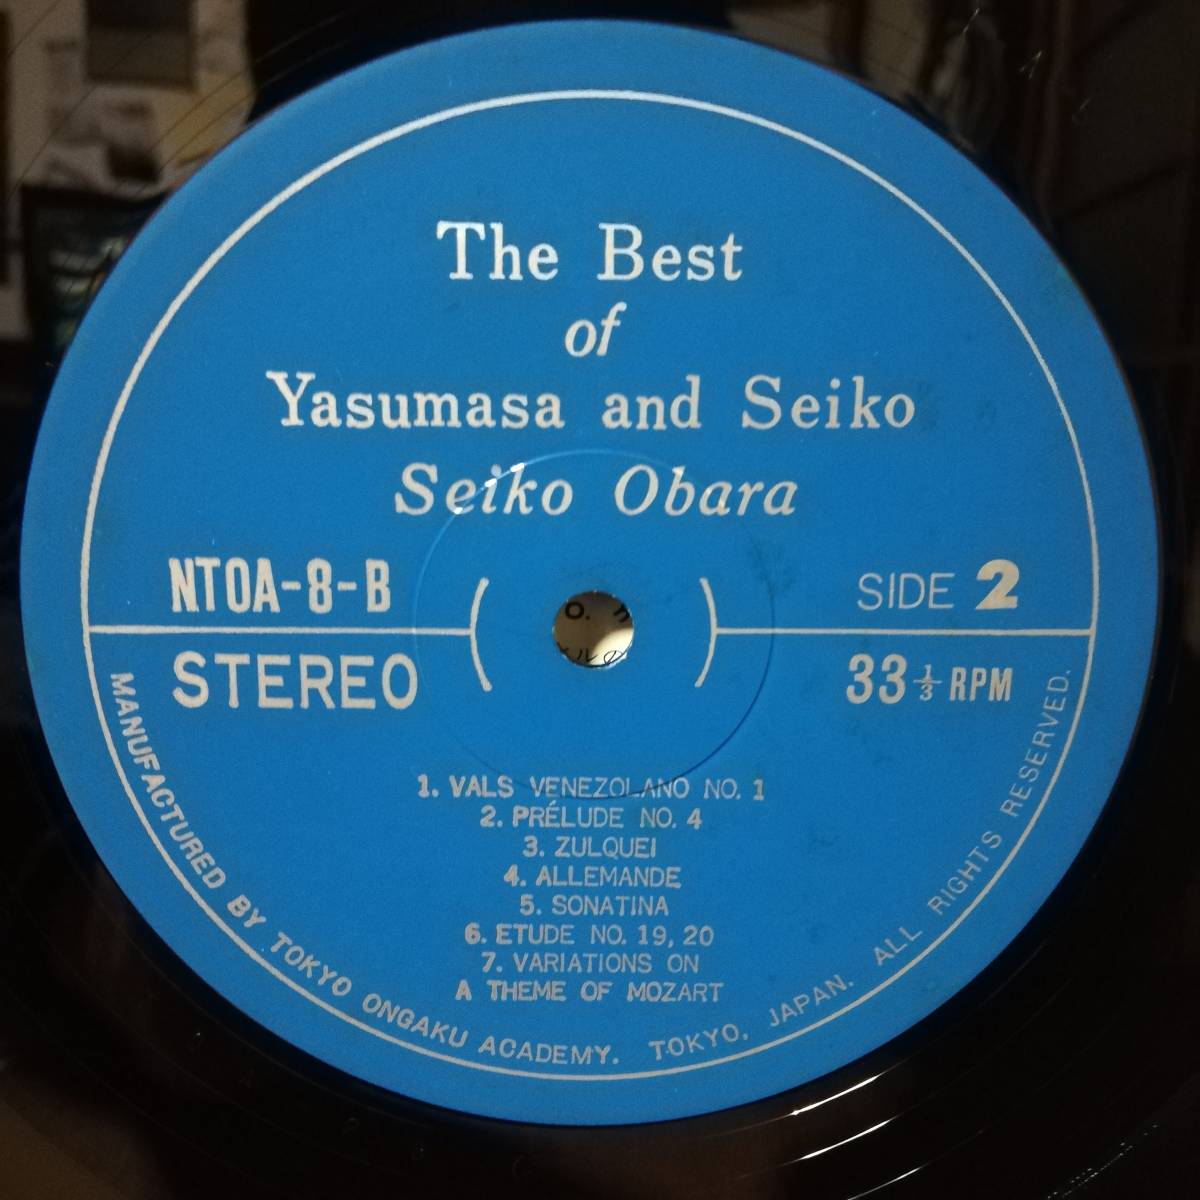 The Best
of
Yasumasa and Seiko
Seiko Obara
NTOA-8-B
SIDE 2
STEREO
33 1/3 RPM
1. VALS VENEZOLANO NO. 1
2. PRÉLUDE NO. 4
3. ZULQUEI
4. ALLEMANDE
5. SONATINA
6. ETUDE NO. 19, 20
7. VARIATIONS ON
A THEME OF MOZART
MANUFACTURED BY TOKYO ONGAKU ACADEMY. TOKYO, JAPAN. ALL RIGHTS RESERVED.